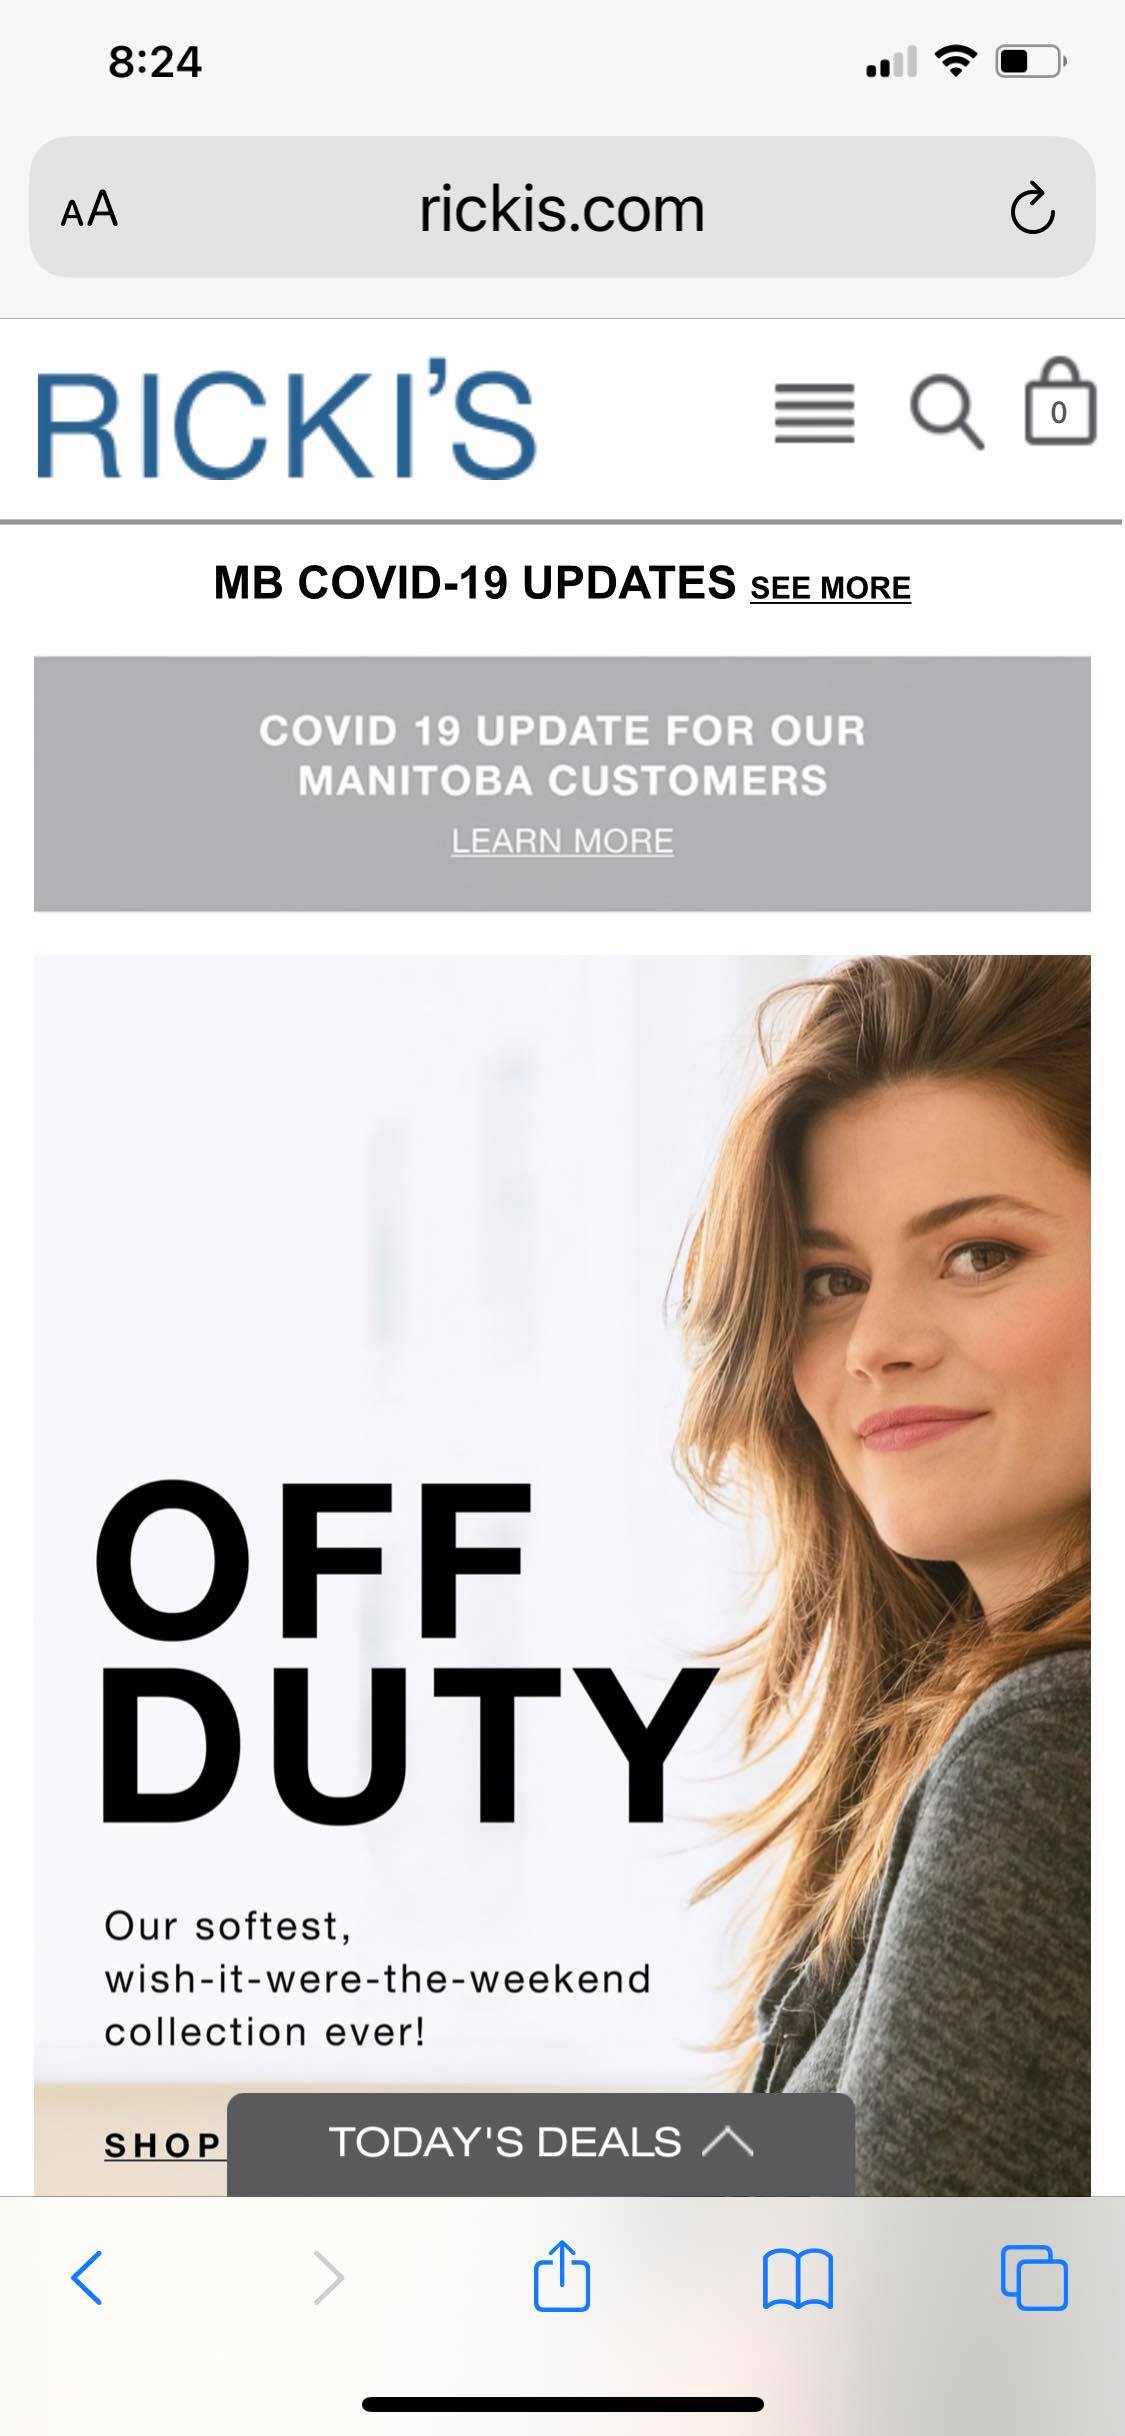 8:24
AA rickis.com
RICKI'S
0
MB COVID-19 UPDATES SEE MORE
COVID 19 UPDATE FOR OUR
MANITOBA CUSTOMERS
LEARN MORE
OFF
DUTY
Our softest,
wish-it-were-the-weekend
collection ever!
SHOP
TODAY'S DEALS